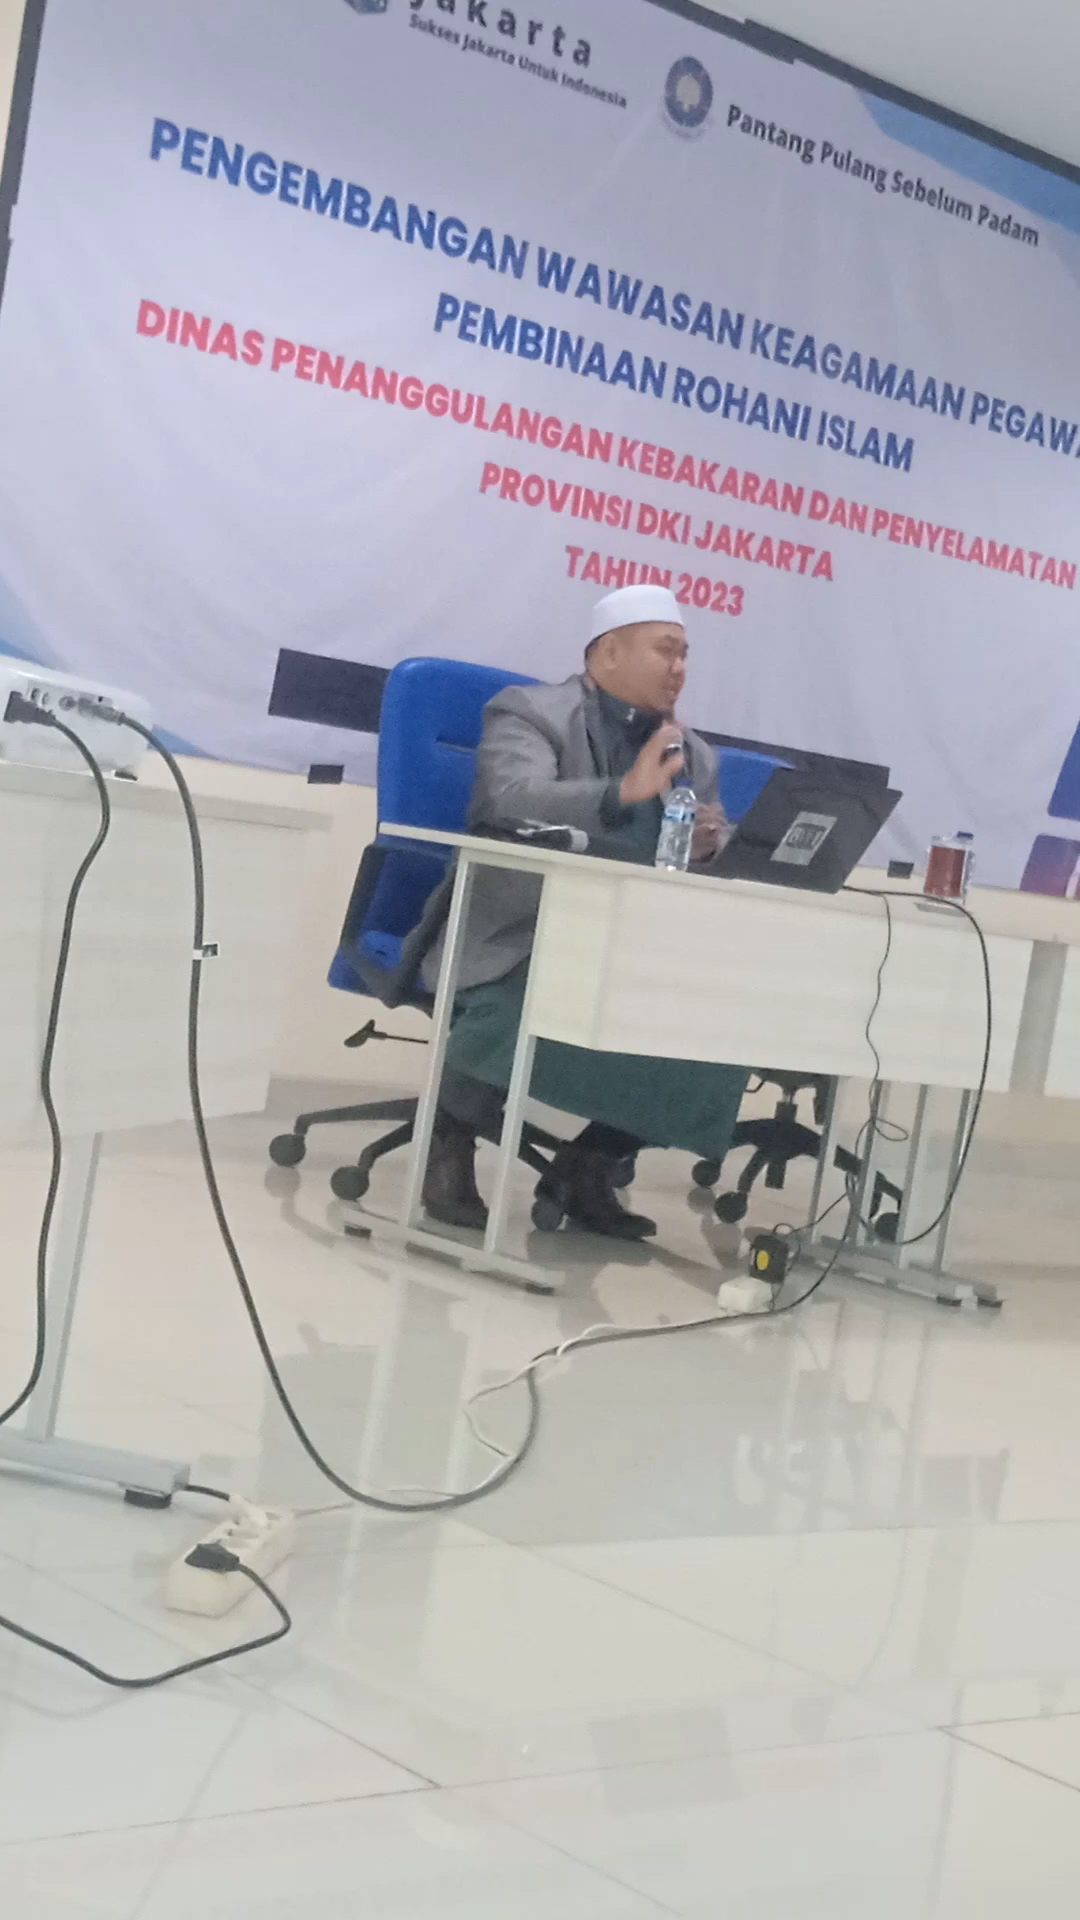 Jakarta
Sukses Jakarta Untuk Indonesia
Pantang Pulang Sebelum Padam
PENGEMBANGAN WAWASAN KEAGAMAAN PEGAWA
PEMBINAAN ROHANI ISLAM
DINAS PENANGGULANGAN KEBAKARAN DAN PENYELAMATAN
PROVINSI DKI JAKARTA
TAHUN 2023